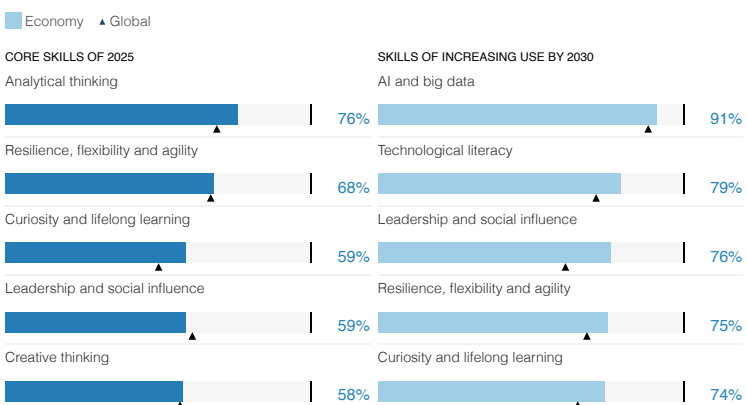 Economy Global
CORE SKILLS OF 2025
Analytical thinking
76%
Resilience, flexibility and agility
68%
Curiosity and lifelong learning
59%
Leadership and social influence
59%
Creative thinking
58%
SKILLS OF INCREASING USE BY 2030
AI and big data
91%
Technological literacy
79%
Leadership and social influence
76%
Resilience, flexibility and agility
75%
Curiosity and lifelong learning
74%